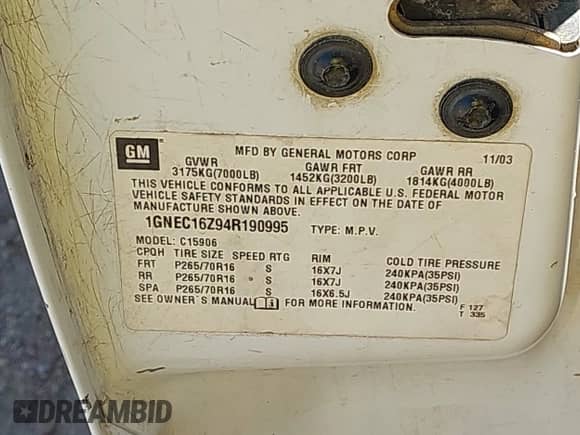 GM
MFD BY GENERAL MOTORS CORP 11/03
GVWR GAWR FRT GAWR RR
3175KG(7000LB) 1452KG(3200LB) 1814KG(4000LB)
THIS VEHICLE CONFORMS TO ALL APPLICABLE U.S. FEDERAL MOTOR
VEHICLE SAFETY STANDARDS IN EFFECT ON THE DATE OF
MANUFACTURE SHOWN ABOVE.
1GNEC16Z94R190995 TYPE: M.P.V.
MODEL: C15906
CPQH TIRE SIZE SPEED RTG RIM COLD TIRE PRESSURE
FRT P265/70R16 S 16X7J 240KPA(35PSI)
RR P265/70R16 S 16X7J 240KPA(35PSI)
SPA P265/70R16 S 16X6.5J 240KPA(35PSI)
SEE OWNER'S MANUAL FOR MORE INFORMATION.
F 127
T 335
DREAMBID